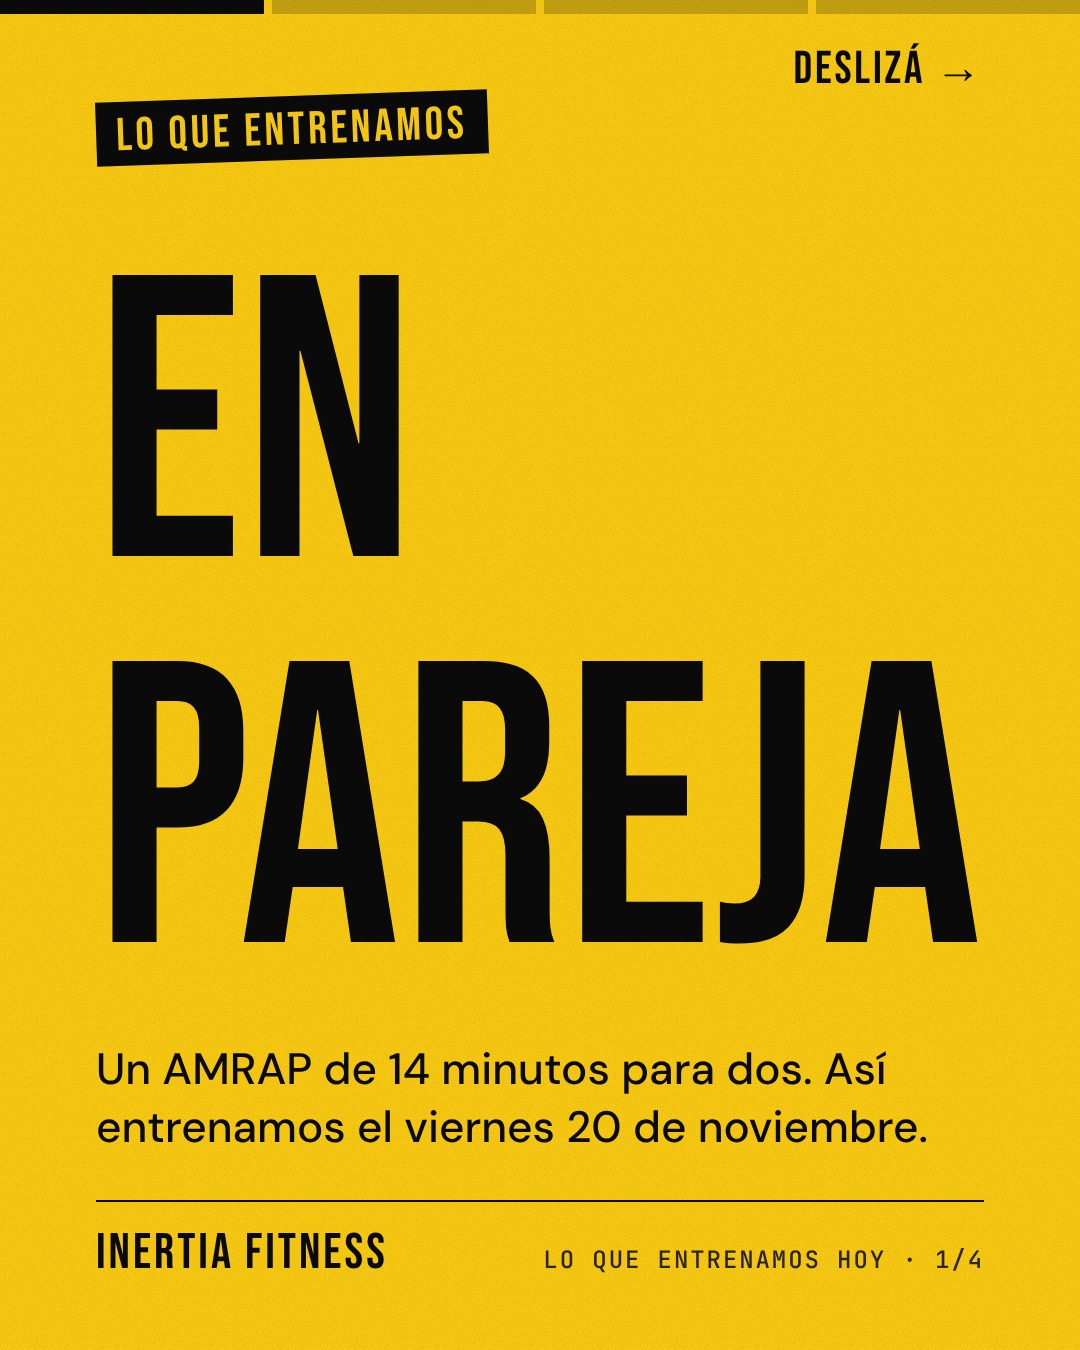 DESLIZÁ →
LO QUE ENTRENAMOS
EN
PAREJA
Un AMRAP de 14 minutos para dos. Así
entrenamos el viernes 20 de noviembre.
INERTIA FITNESS
LO QUE ENTRENAMOS HOY · 1/4